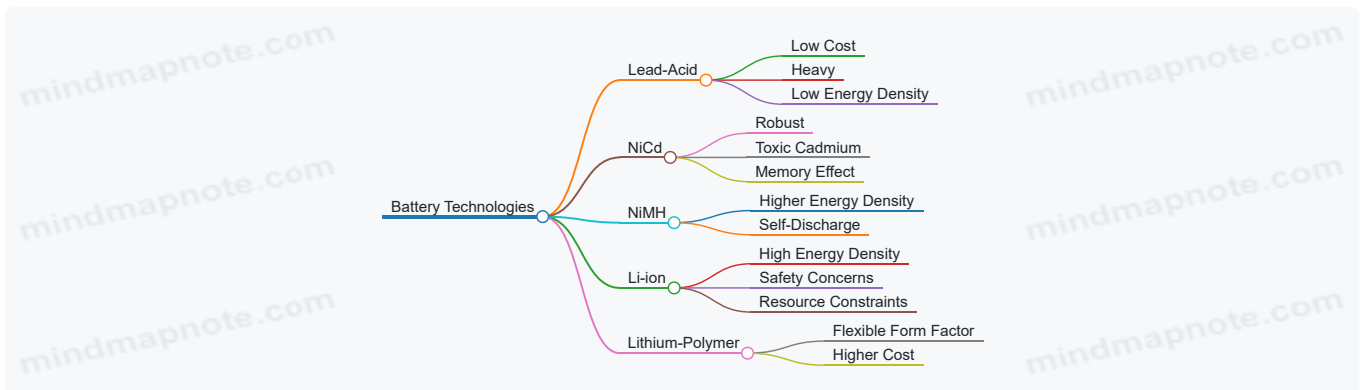 mindmapnote.com
mindmapnote.com
Battery Technologies
Lead-Acid
Low Cost
Heavy
Low Energy Density
NiCd
Robust
Toxic Cadmium
Memory Effect
NiMH
Higher Energy Density
Self-Discharge
Li-ion
High Energy Density
Safety Concerns
Resource Constraints
Lithium-Polymer
Flexible Form Factor
Higher Cost
mindmapnote.com
mindmapnote.com
mindmapnote.com
mindmapnote.com